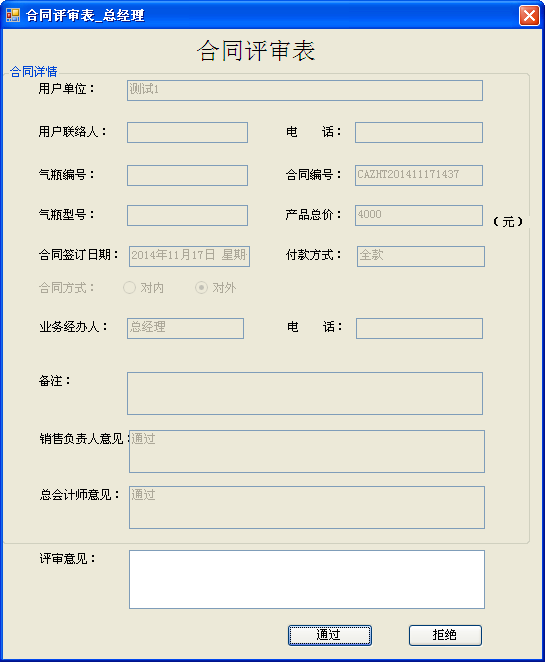 合同评审表_总经理
合同评审表
合同详情
用户单位： 测试1
用户联络人： 电 话：
气瓶编号： 合同编号： CAZHT201411171437
气瓶型号： 产品总价： 4000 （元）
合同签订日期： 2014年11月17日 星期 付款方式： 全款
合同方式： 对内 对外
业务经办人： 总经理 电 话：
备注：
销售负责人意见： 通过
总会计师意见： 通过
评审意见：
通过 拒绝